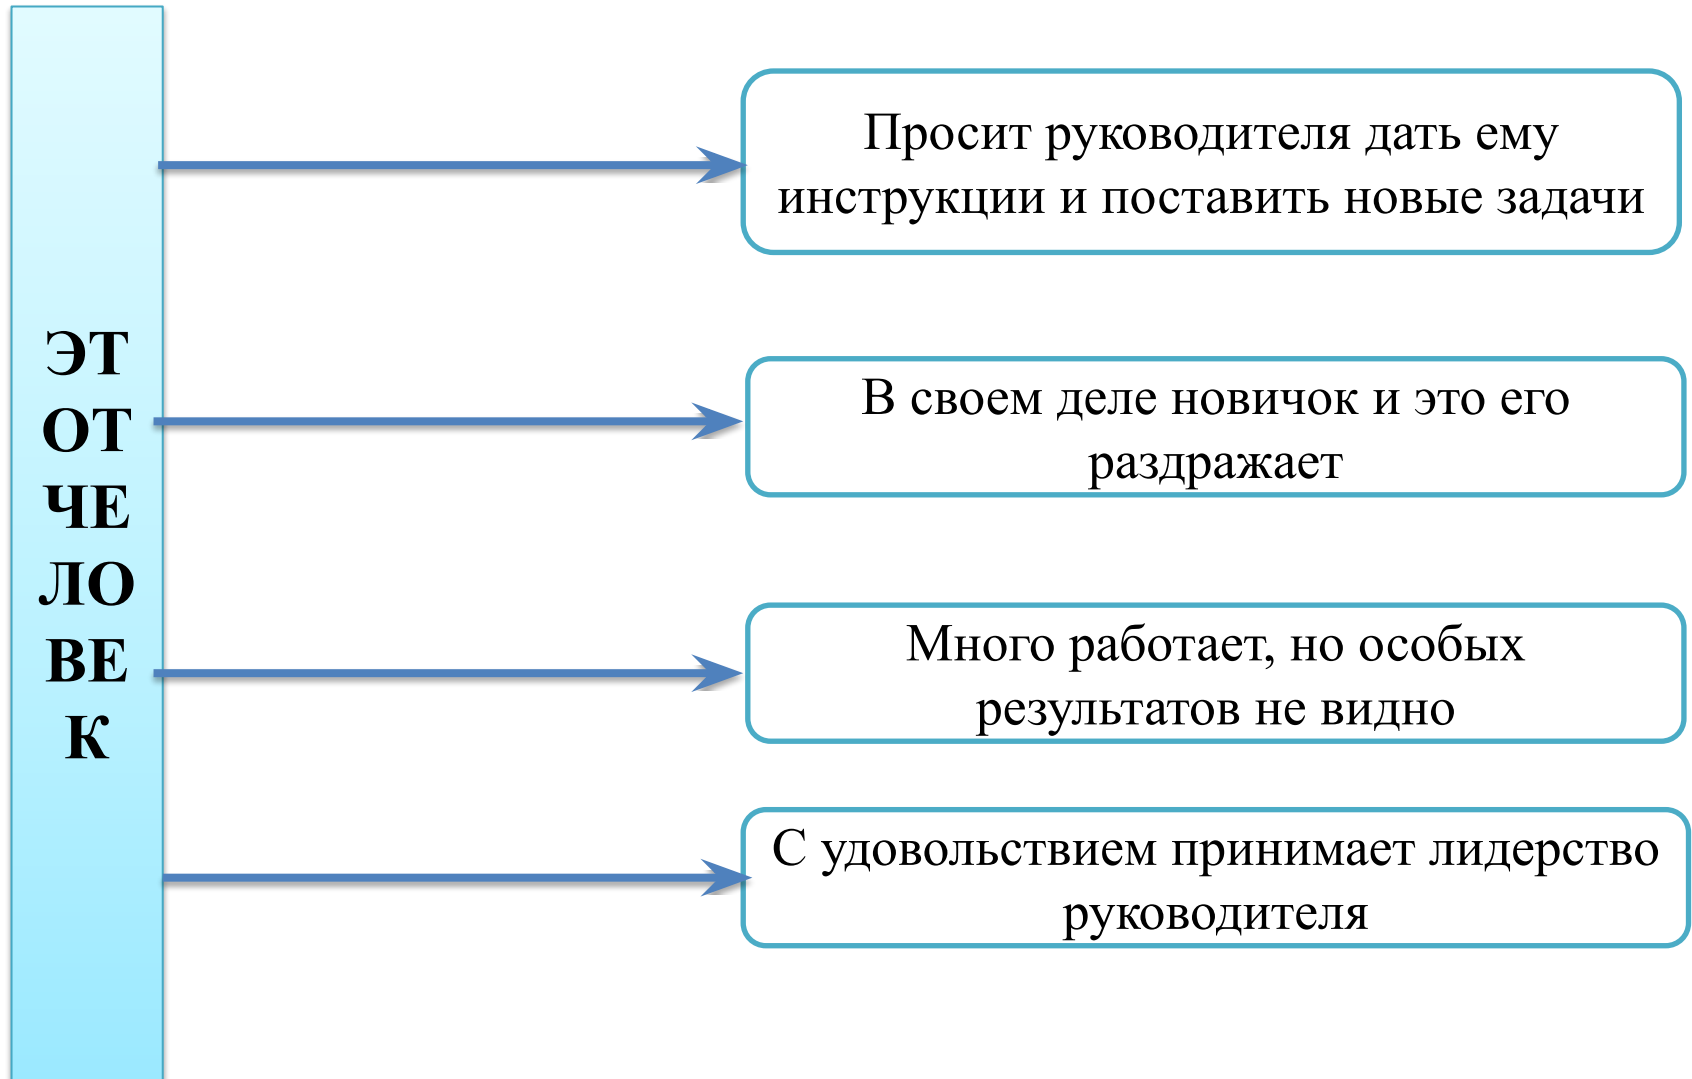 ЭТ
ОТ
ЧЕ
ЛО
ВЕ
К
Просит руководителя дать ему
инструкции и поставить новые задачи
В своем деле новичок и это его
раздражает
Много работает, но особых
результатов не видно
С удовольствием принимает лидерство
руководителя